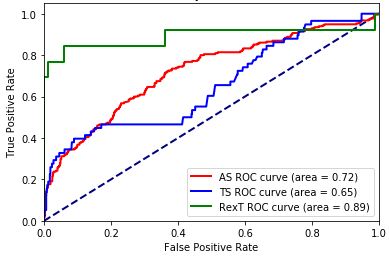 1.0
0.8
0.6
0.4
0.2
0.0
True Positive Rate
AS ROC curve (area = 0.72)
TS ROC curve (area = 0.65)
RexT ROC curve (area = 0.89)
0.0 0.2 0.4 0.6 0.8 1.0
False Positive Rate